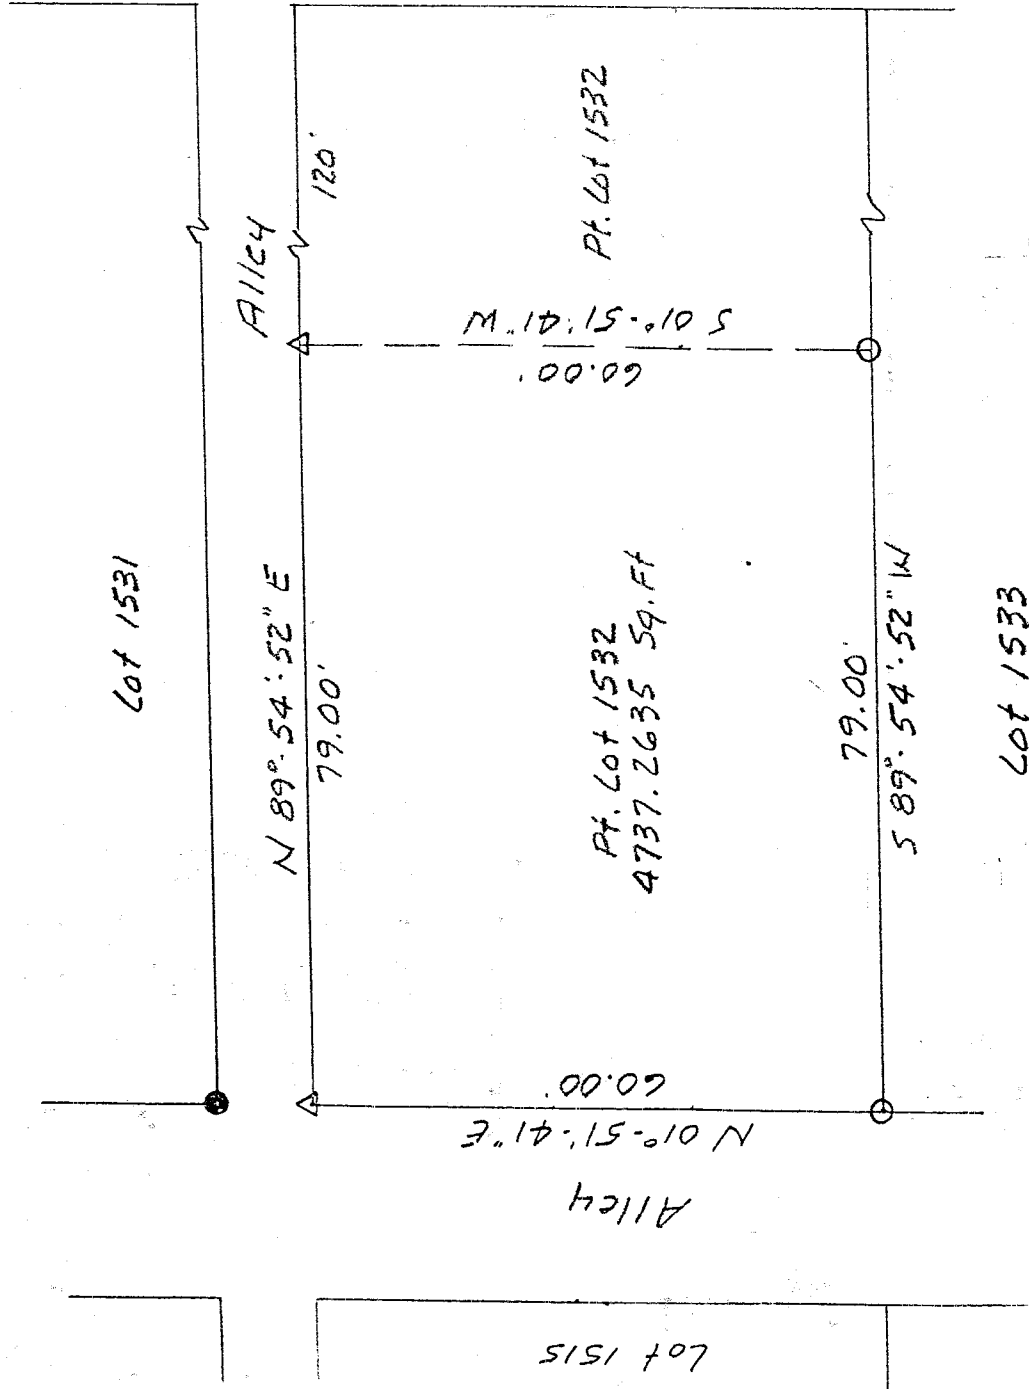 Lot 1531
Alley
N 89°-54'-52" E
79.00'
120'
Pt. Lot 1532
S 01°-51'-41" W
60.00'
Pt. Lot 1532
4737.2635 Sq.Ft
60.00'
N 01°-51'-41" E
Alley
79.00'
S 89°-54'-52" W
Lot 1533
Lot 1515